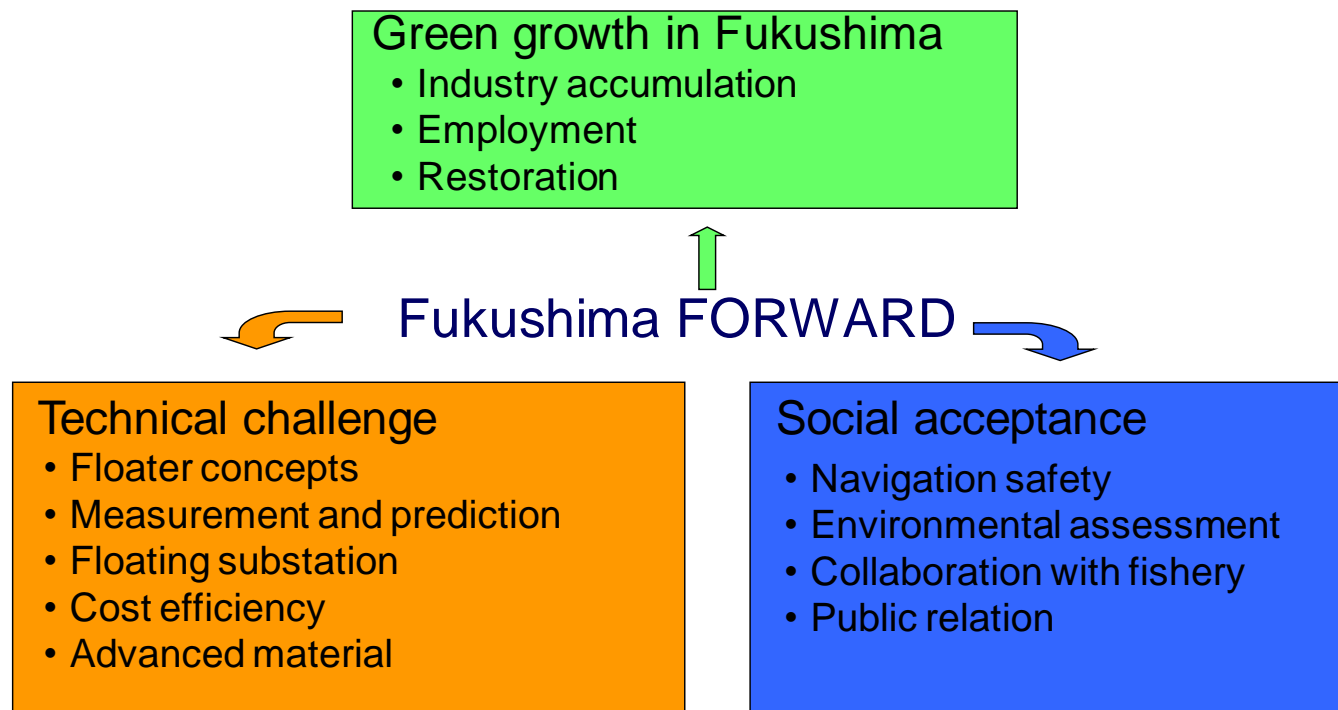 Green growth in Fukushima
• Industry accumulation
• Employment
• Restoration
Fukushima FORWARD
Technical challenge
• Floater concepts
• Measurement and prediction
• Floating substation
• Cost efficiency
• Advanced material
Social acceptance
• Navigation safety
• Environmental assessment
• Collaboration with fishery
• Public relation